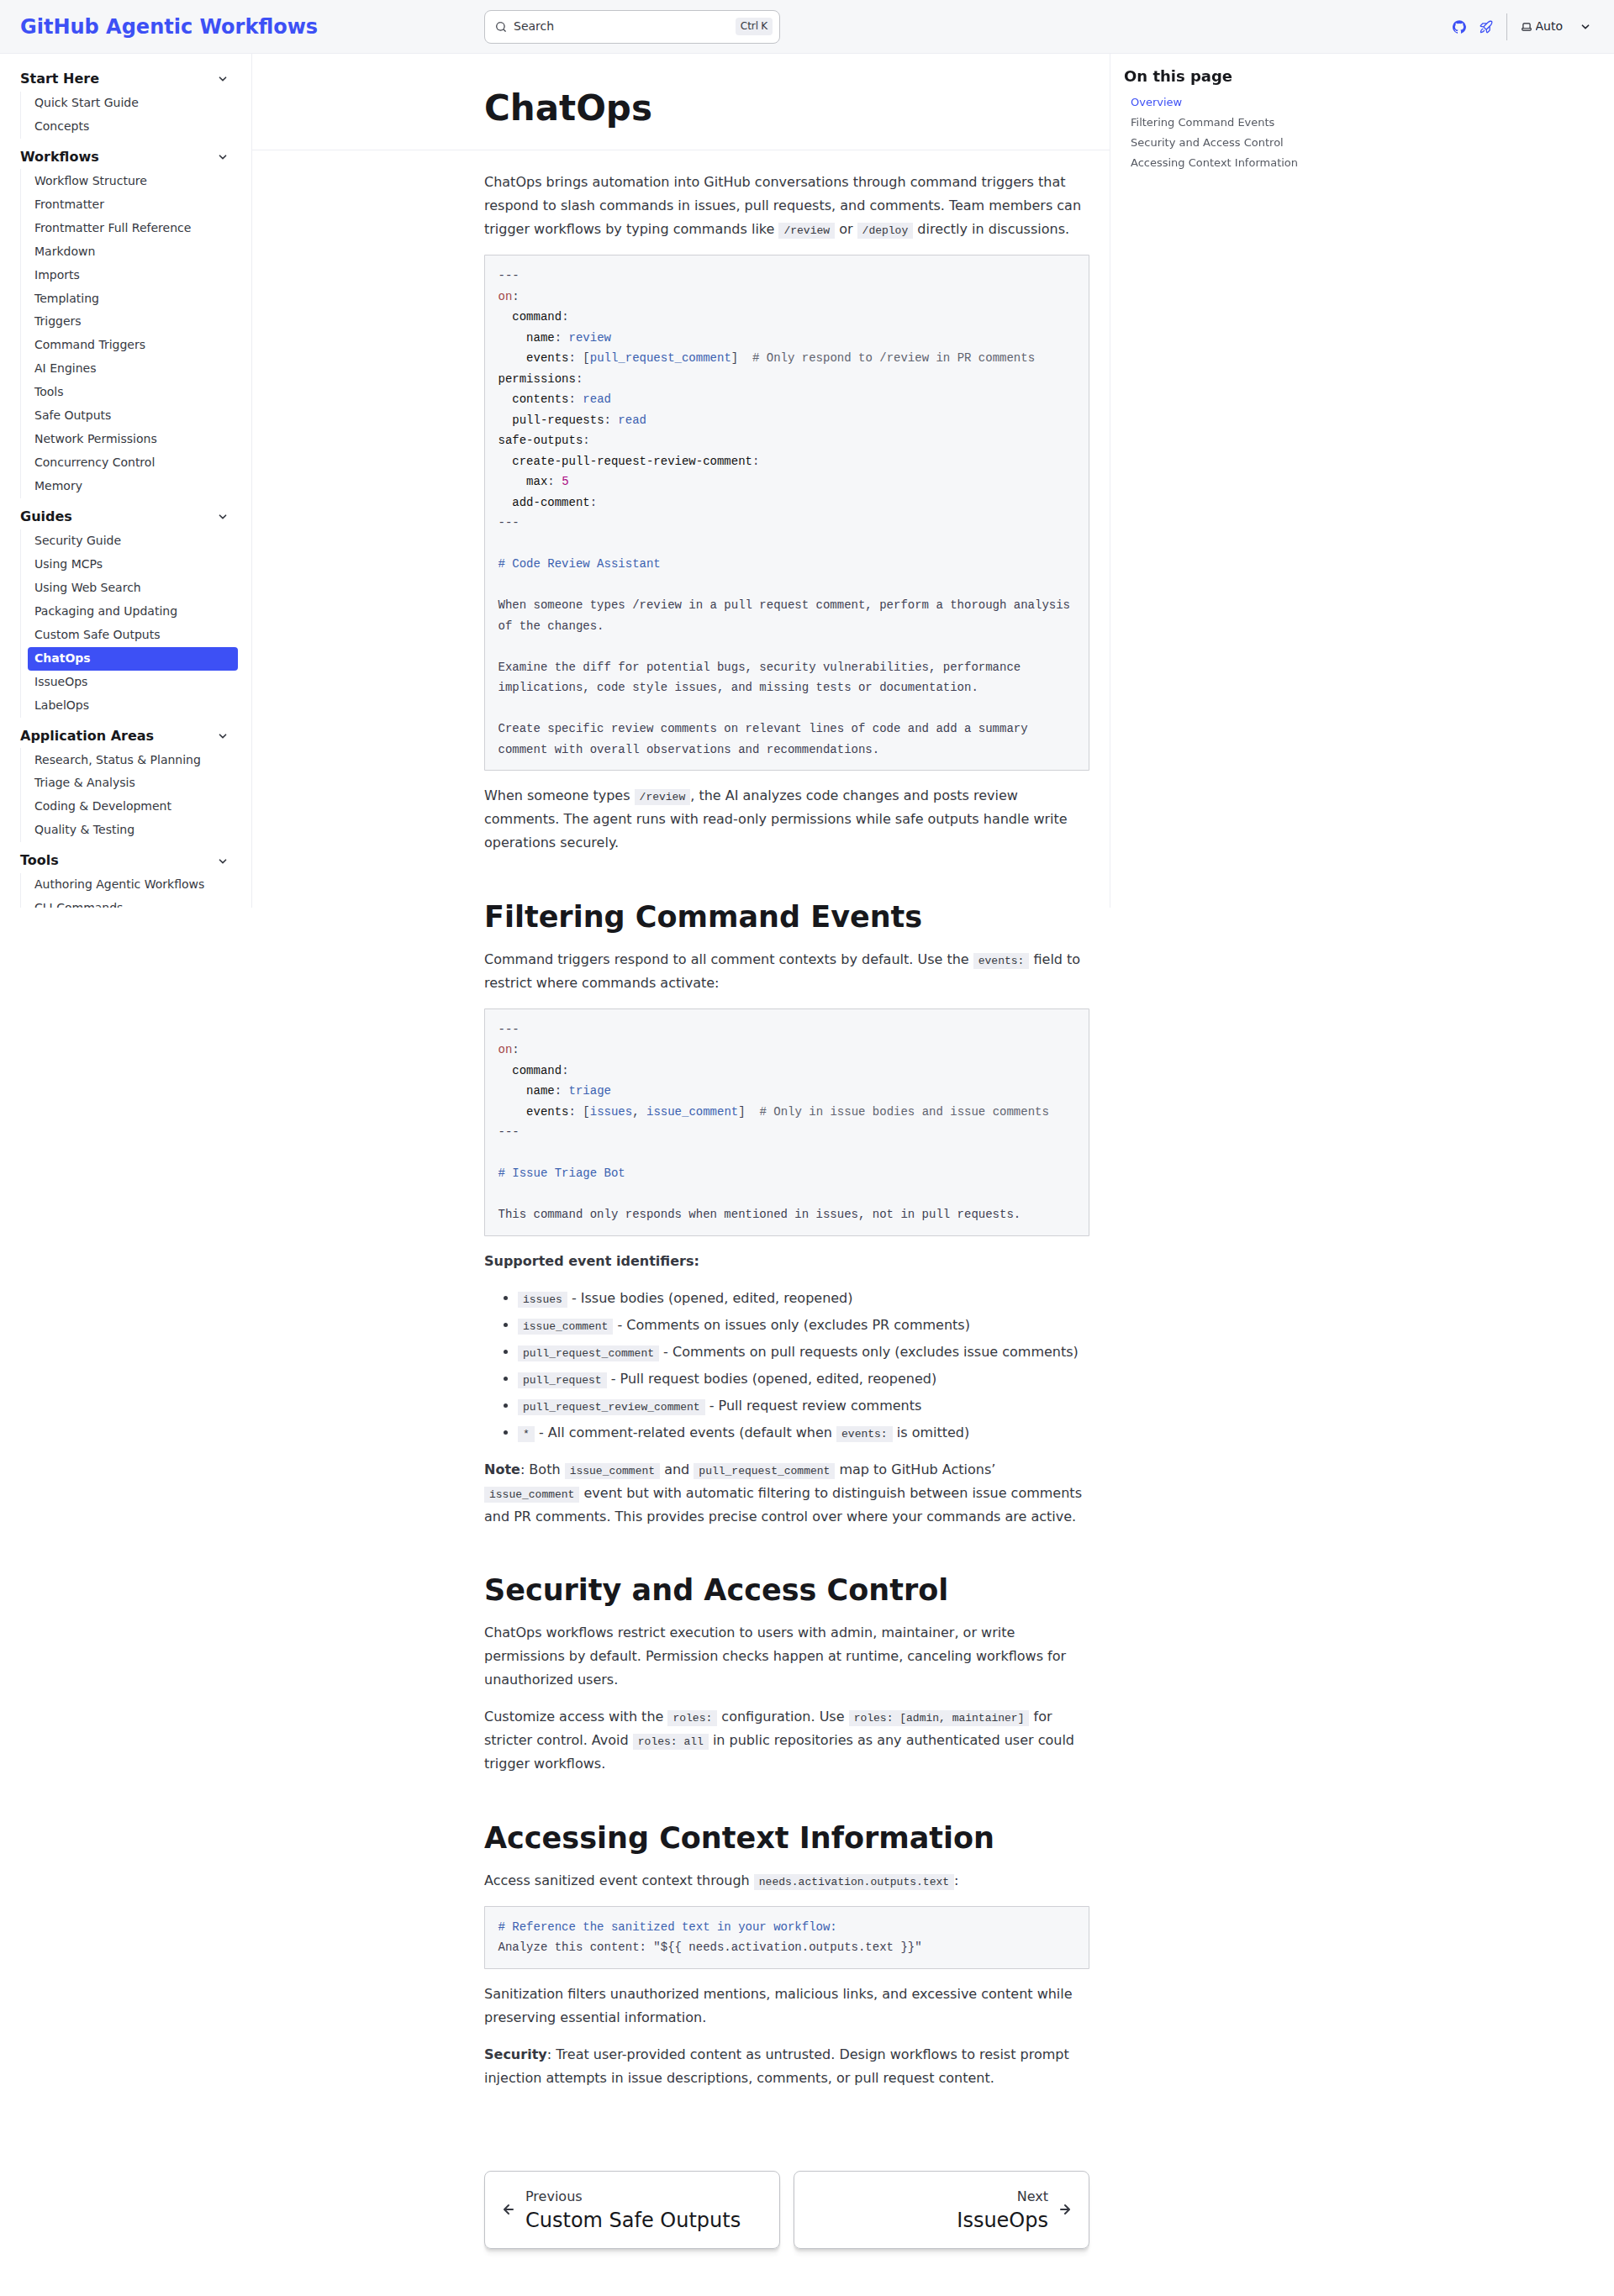 GitHub Agentic Workflows
Search
Ctrl K
Auto
Start Here
Quick Start Guide
Concepts
Workflows
Workflow Structure
Frontmatter
Frontmatter Full Reference
Markdown
Imports
Templating
Triggers
Command Triggers
AI Engines
Tools
Safe Outputs
Network Permissions
Concurrency Control
Memory
Guides
Security Guide
Using MCPs
Using Web Search
Packaging and Updating
Custom Safe Outputs
ChatOps
IssueOps
LabelOps
Application Areas
Research, Status & Planning
Triage & Analysis
Coding & Development
Quality & Testing
Tools
Authoring Agentic Workflows
CLI Commands
ChatOps
ChatOps brings automation into GitHub conversations through command triggers that
respond to slash commands in issues, pull requests, and comments. Team members can
trigger workflows by typing commands like /review or /deploy directly in discussions.
---
on:
  command:
    name: review
    events: [pull_request_comment]  # Only respond to /review in PR comments
permissions:
  contents: read
  pull-requests: read
safe-outputs:
  create-pull-request-review-comment:
    max: 5
  add-comment:
---
# Code Review Assistant
When someone types /review in a pull request comment, perform a thorough analysis
of the changes.
Examine the diff for potential bugs, security vulnerabilities, performance
implications, code style issues, and missing tests or documentation.
Create specific review comments on relevant lines of code and add a summary
comment with overall observations and recommendations.
When someone types /review, the AI analyzes code changes and posts review
comments. The agent runs with read-only permissions while safe outputs handle write
operations securely.
Filtering Command Events
Command triggers respond to all comment contexts by default. Use the events: field to
restrict where commands activate:
---
on:
  command:
    name: triage
    events: [issues, issue_comment]  # Only in issue bodies and issue comments
---
# Issue Triage Bot
This command only responds when mentioned in issues, not in pull requests.
Supported event identifiers:
• issues - Issue bodies (opened, edited, reopened)
• issue_comment - Comments on issues only (excludes PR comments)
• pull_request_comment - Comments on pull requests only (excludes issue comments)
• pull_request - Pull request bodies (opened, edited, reopened)
• pull_request_review_comment - Pull request review comments
• * - All comment-related events (default when events: is omitted)
Note: Both issue_comment and pull_request_comment map to GitHub Actions’
issue_comment event but with automatic filtering to distinguish between issue comments
and PR comments. This provides precise control over where your commands are active.
Security and Access Control
ChatOps workflows restrict execution to users with admin, maintainer, or write
permissions by default. Permission checks happen at runtime, canceling workflows for
unauthorized users.
Customize access with the roles: configuration. Use roles: [admin, maintainer] for
stricter control. Avoid roles: all in public repositories as any authenticated user could
trigger workflows.
Accessing Context Information
Access sanitized event context through needs.activation.outputs.text:
# Reference the sanitized text in your workflow:
Analyze this content: "${{ needs.activation.outputs.text }}"
Sanitization filters unauthorized mentions, malicious links, and excessive content while
preserving essential information.
Security: Treat user-provided content as untrusted. Design workflows to resist prompt
injection attempts in issue descriptions, comments, or pull request content.
Previous
Custom Safe Outputs
Next
IssueOps
On this page
Overview
Filtering Command Events
Security and Access Control
Accessing Context Information